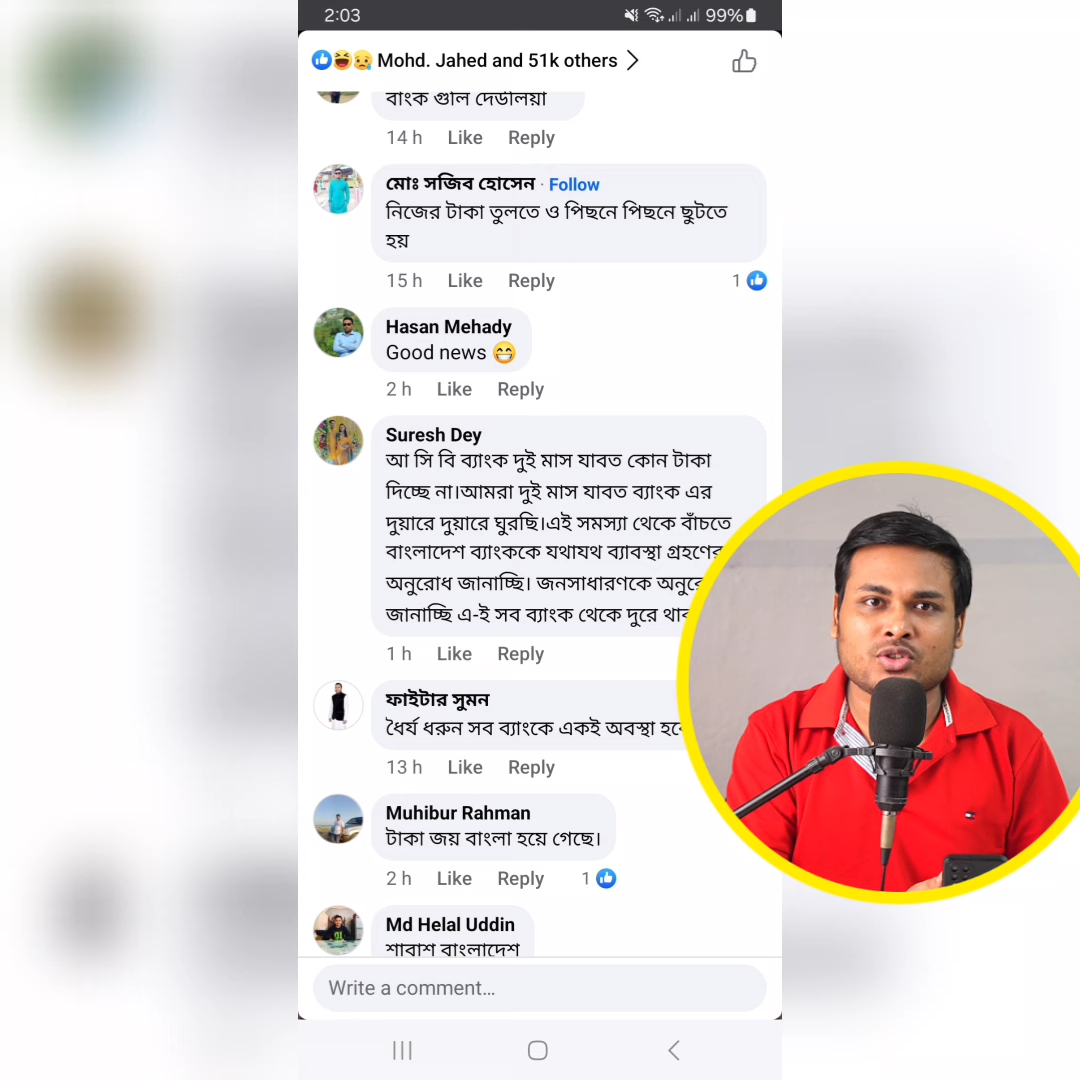 2:03
99%
Mohd. Jahed and 51k others
বাংক গুলি দেউলিয়া
14 h Like Reply
মোঃ সজিব হোসেন · Follow
নিজের টাকা তুলতে ও পিছনে পিছনে ছুটতে
হয়
15 h Like Reply 1
Hasan Mehady
Good news 😁
2 h Like Reply
Suresh Dey
আ সি বি ব্যাংক দুই মাস যাবত কোন টাকা
দিচ্ছে না।আমরা দুই মাস যাবত ব্যাংক এর
দুয়ারে দুয়ারে ঘুরছি।এই সমস্যা থেকে বাঁচতে
বাংলাদেশ ব্যাংককে যথাযথ ব্যাবস্থা গ্রহণের
অনুরোধ জানাচ্ছি। জনসাধারণকে
জানাচ্ছি এ-ই সব ব্যাংক থেকে দুরে
1 h Like Reply
ফাইটার সুমন
ধৈর্য ধরুন সব ব্যাংকে একই অবস্থা
13 h Like Reply
Muhibur Rahman
টাকা জয় বাংলা হয়ে গেছে।
2 h Like Reply 1
Md Helal Uddin
শাবাশ বাংলাদেশ
Write a comment...